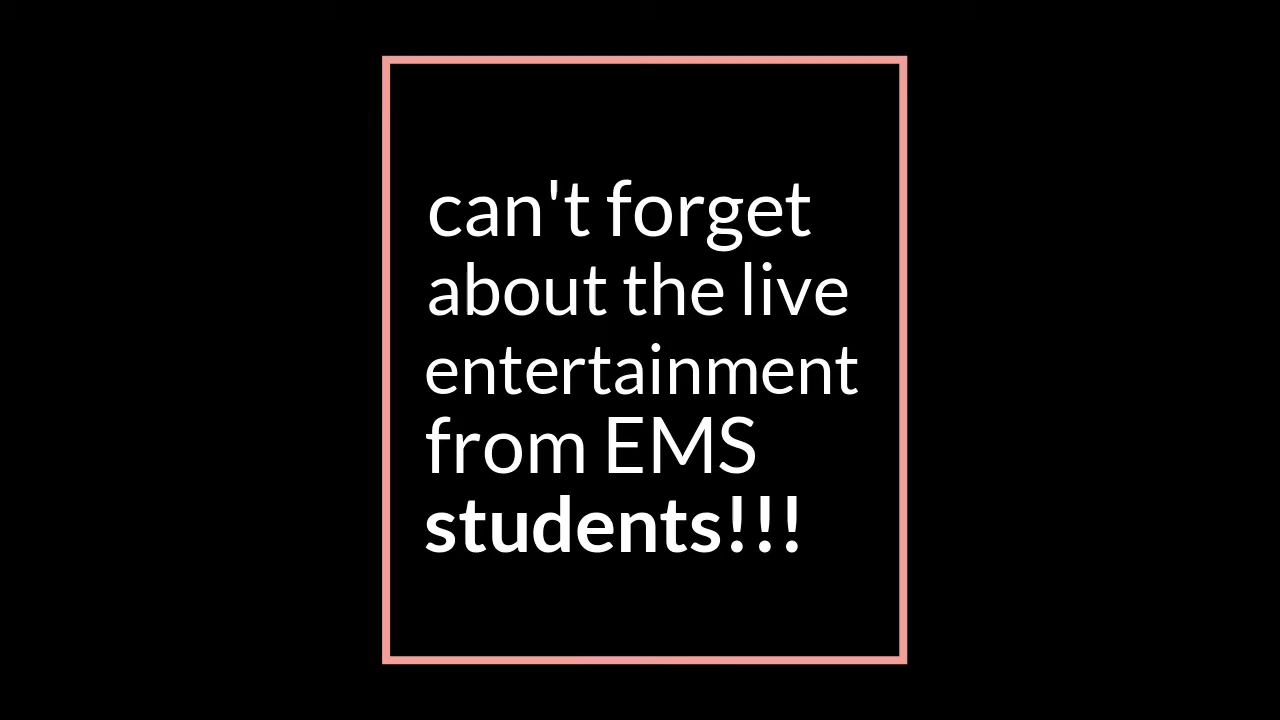 can't forget
about the live
entertainment
from EMS
students!!!